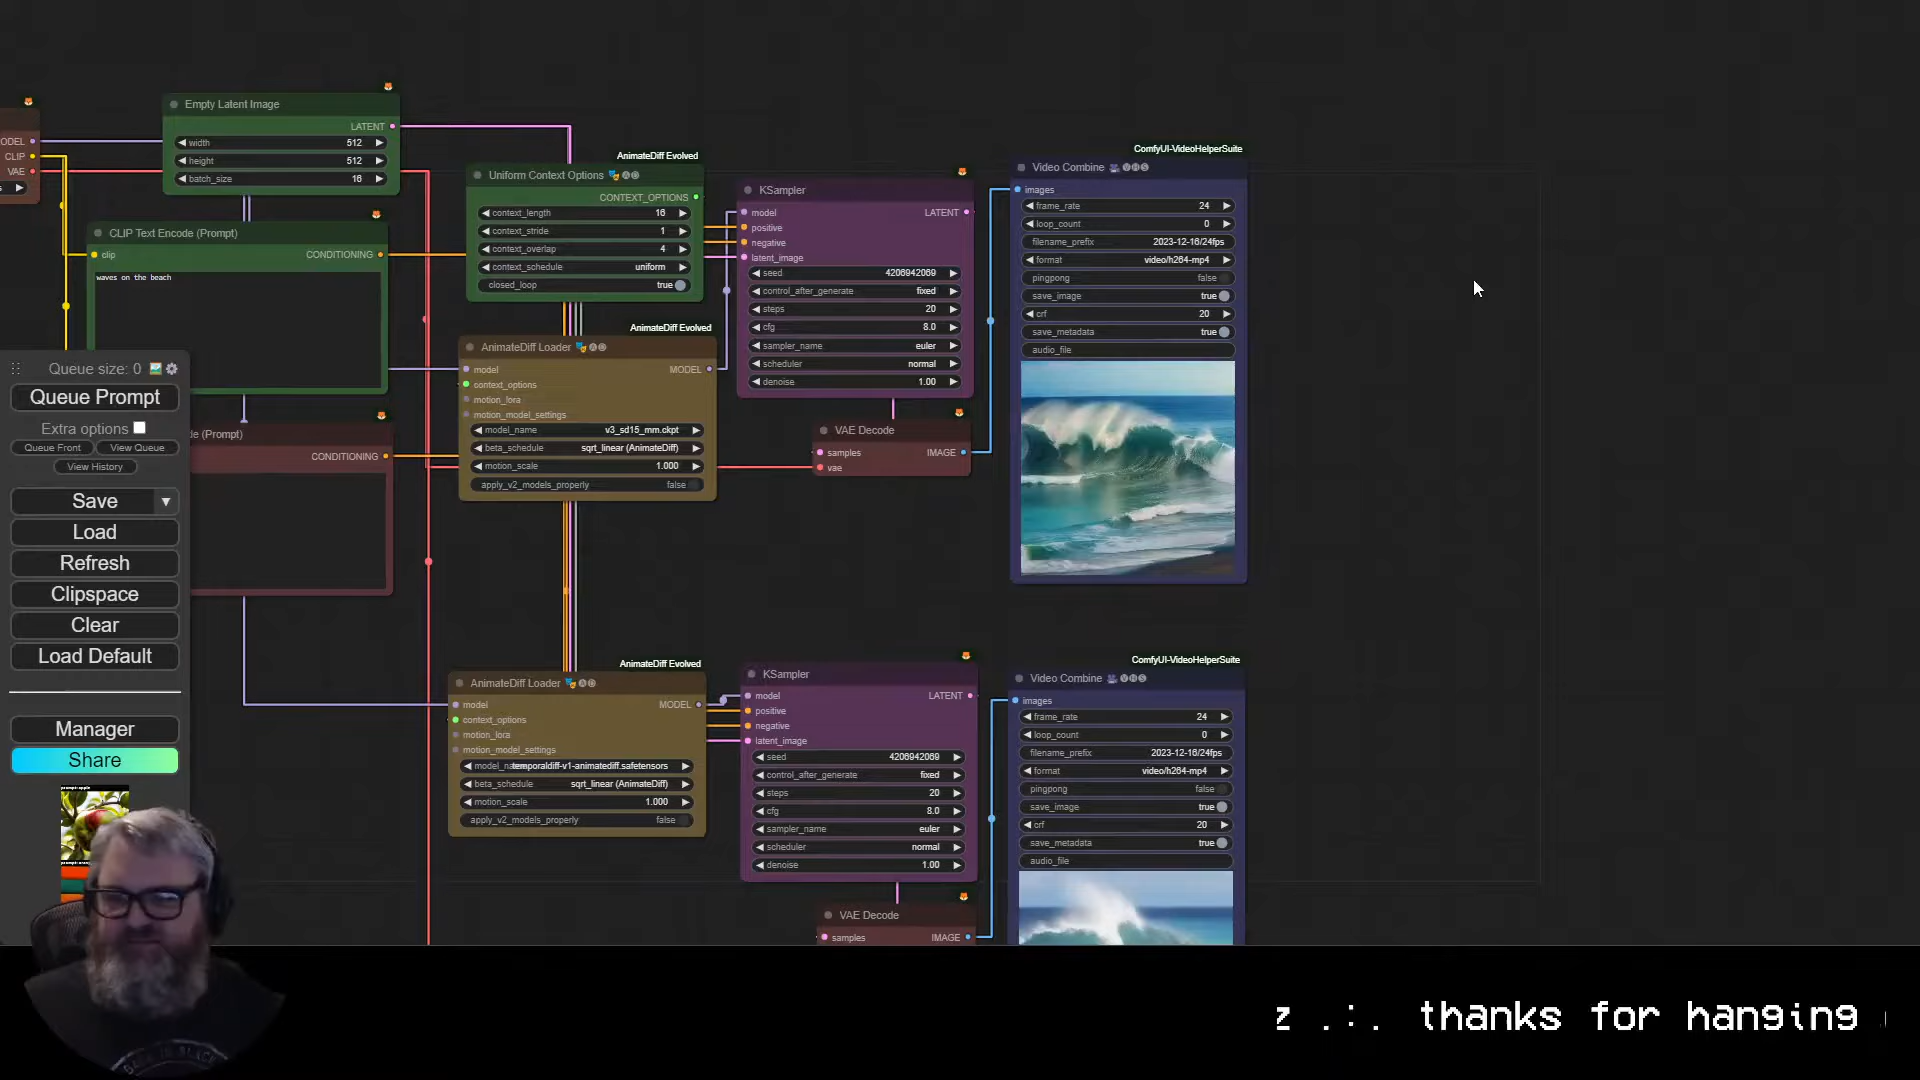 Empty Latent Image
LATENT
width 512
height 512
batch_size 16
MODEL
CLIP
VAE
CLIP Text Encode (Prompt)
clip
CONDITIONING
waves on the beach
de (Prompt)
CONDITIONING
AnimateDiff Evolved
Uniform Context Options
CONTEXT_OPTIONS
context_length 16
context_stride 1
context_overlap 4
context_schedule uniform
closed_loop true
AnimateDiff Evolved
AnimateDiff Loader
model MODEL
context_options
motion_lora
motion_model_settings
model_name v3_sd15_mm.ckpt
beta_schedule sqrt_linear (AnimateDiff)
motion_scale 1.000
apply_v2_models_properly false
KSampler
model LATENT
positive
negative
latent_image
seed 4206942069
control_after_generate fixed
steps 20
cfg 8.0
sampler_name euler
scheduler normal
denoise 1.00
VAE Decode
samples IMAGE
vae
ComfyUI-VideoHelperSuite
Video Combine
images
frame_rate 24
loop_count 0
filename_prefix 2023-12-16/24fps
format video/h264-mp4
pingpong false
save_image true
crf 20
save_metadata true
audio_file
Queue size: 0
Queue Prompt
Extra options
Queue Front View Queue
View History
Save
Load
Refresh
Clipspace
Clear
Load Default
Manager
Share
AnimateDiff Evolved
AnimateDiff Loader
model MODEL
context_options
motion_lora
motion_model_settings
temporaldiff-v1-animatediff.safetensors
beta_schedule sqrt_linear (AnimateDiff)
motion_scale 1.000
apply_v2_models_properly false
KSampler
model LATENT
positive
negative
latent_image
seed 4206942069
control_after_generate fixed
steps 20
cfg 8.0
sampler_name euler
scheduler normal
denoise 1.00
VAE Decode
samples IMAGE
ComfyUI-VideoHelperSuite
Video Combine
images
frame_rate 24
loop_count 0
filename_prefix 2023-12-16/24fps
format video/h264-mp4
pingpong false
save_image true
crf 20
save_metadata true
audio_file
z .:. thanks for hanging